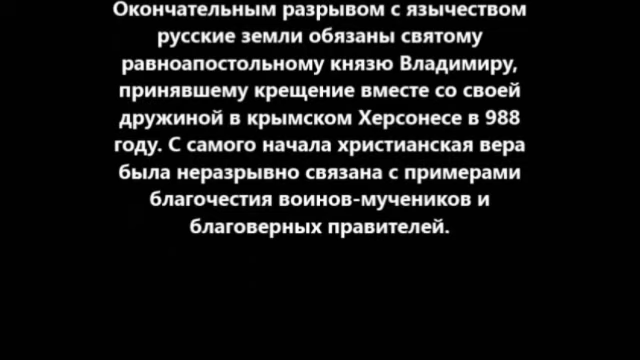 Окончательным разрывом с язычеством
русские земли обязаны святому
равноапостольному князю Владимиру,
принявшему крещение вместе со своей
дружиной в крымском Херсонесе в 988
году. С самого начала христианская вера
была неразрывно связана с примерами
благочестия воинов-мучеников и
благоверных правителей.